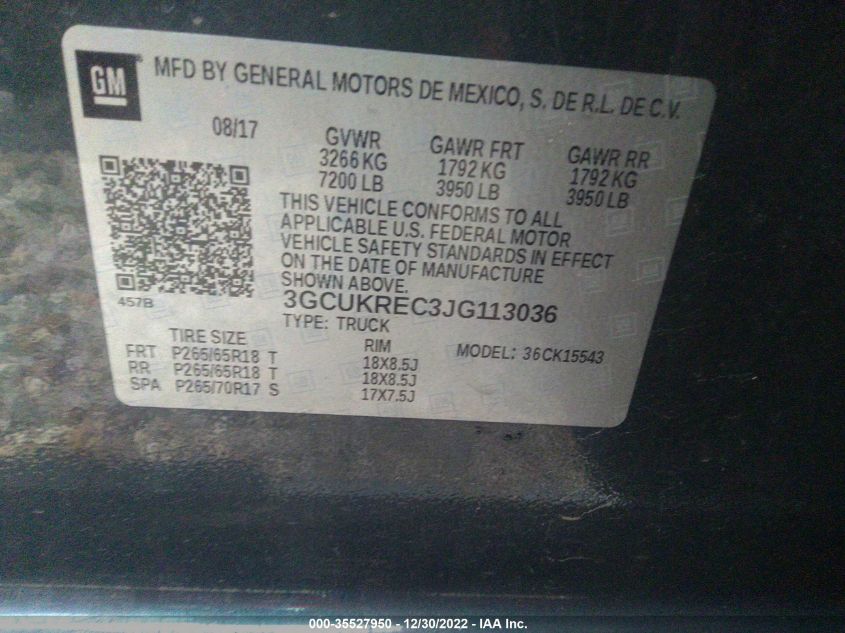 GM
MFD BY GENERAL MOTORS DE MEXICO, S. DE R.L. DE C.V.
08/17
GVWR GAWR FRT GAWR RR
3266 KG 1792 KG 1792 KG
7200 LB 3950 LB 3950 LB
THIS VEHICLE CONFORMS TO ALL
APPLICABLE U.S. FEDERAL MOTOR
VEHICLE SAFETY STANDARDS IN EFFECT
ON THE DATE OF MANUFACTURE
SHOWN ABOVE.
457B
3GCUKREC3JG113036
TYPE: TRUCK
TIRE SIZE RIM MODEL: 36CK15543
FRT P265/65R18 T 18X8.5J
RR P265/65R18 T 18X8.5J
SPA P265/70R17 S 17X7.5J
000-35527950 - 12/30/2022 - IAA Inc.